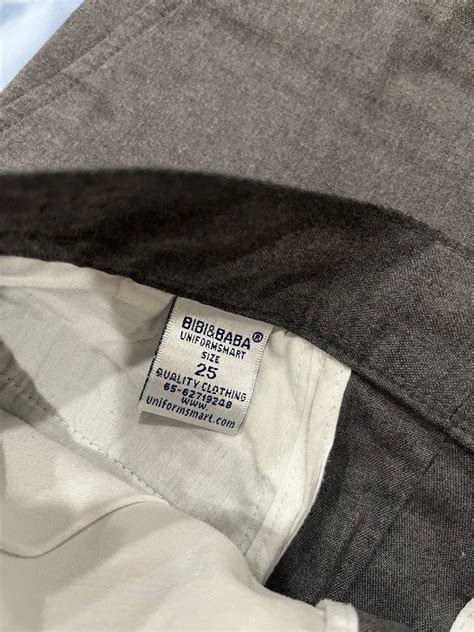 BIBI&BABA®
UNIFORMSMART
SIZE
25
QUALITY CLOTHING
65-62719248
www.
uniformsmart.com